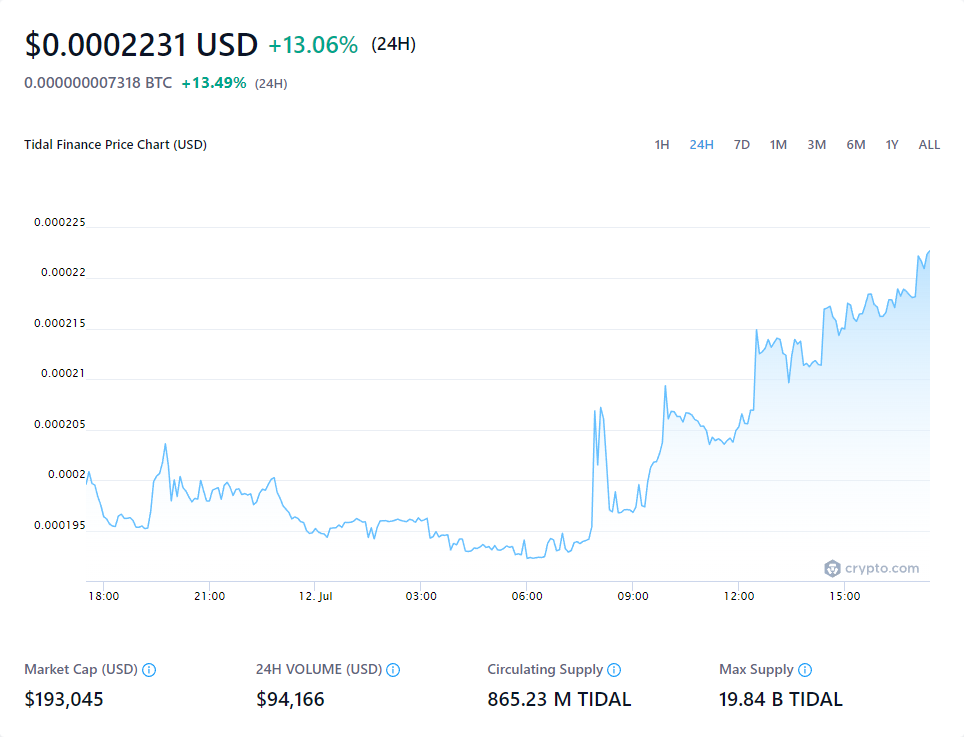 $0.0002231 USD +13.06% (24H)
0.000000007318 BTC +13.49% (24H)
Tidal Finance Price Chart (USD) 1H 24H 7D 1M 3M 6M 1Y ALL
0.000225
0.00022
0.000215
0.00021
0.000205
0.0002
0.000195
crypto.com
18:00 21:00 12. Jul 03:00 06:00 09:00 12:00 15:00
Market Cap (USD) 24H VOLUME (USD) Circulating Supply Max Supply
$193,045 $94,166 865.23 M TIDAL 19.84 B TIDAL